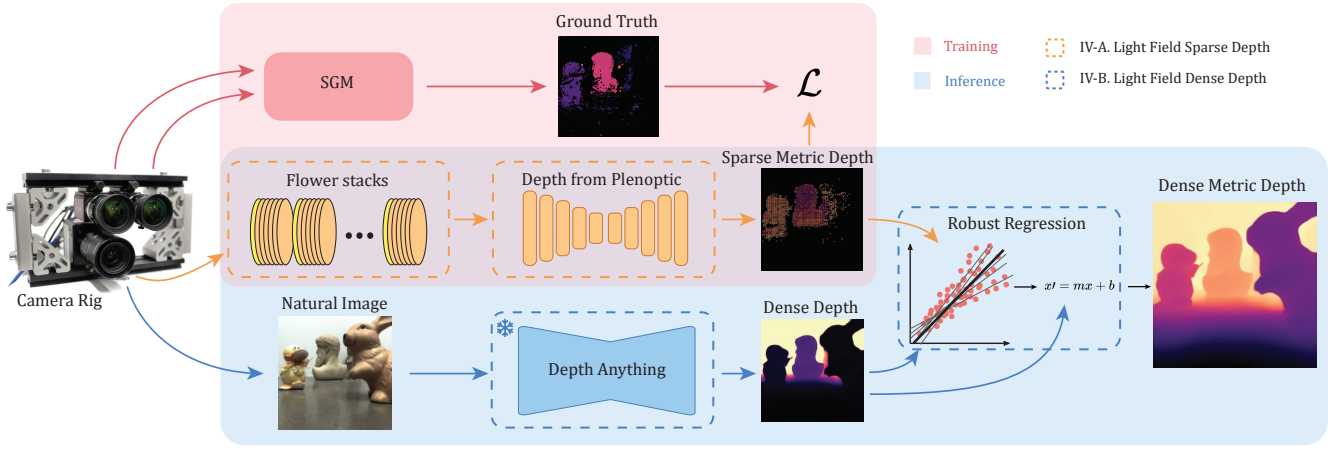 Ground Truth
SGM
ℒ
Training
Inference
IV-A. Light Field Sparse Depth
IV-B. Light Field Dense Depth
Camera Rig
Flower stacks
Depth from Plenoptic
Sparse Metric Depth
Natural Image
Depth Anything
Dense Depth
Robust Regression
x′ = mx + b
Dense Metric Depth